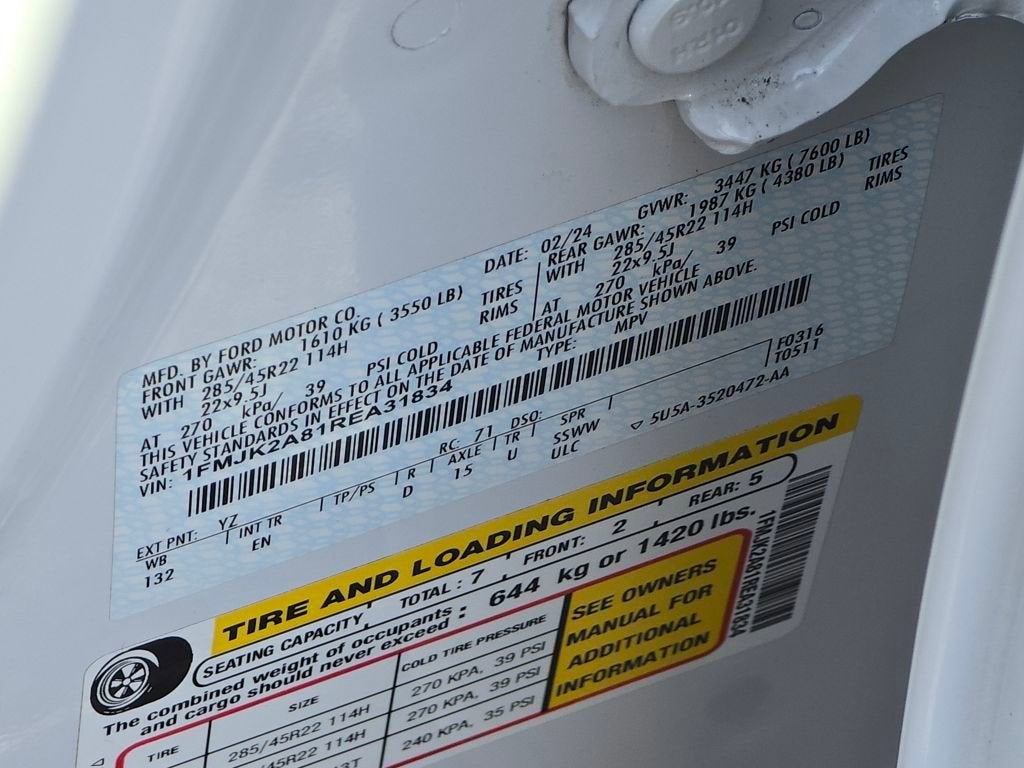 MFD. BY FORD MOTOR CO.
DATE: 02/24
GVWR: 3447 KG ( 7600 LB)
FRONT GAWR: 1610 KG ( 3550 LB)
REAR GAWR: 1987 KG ( 4380 LB)
WITH 285/45R22 114H TIRES
WITH 285/45R22 114H TIRES
22x9.5J RIMS
22x9.5J RIMS
AT 270 kPa/ 39 PSI COLD
AT 270 kPa/ 39 PSI COLD
THIS VEHICLE CONFORMS TO ALL APPLICABLE FEDERAL MOTOR VEHICLE
SAFETY STANDARDS IN EFFECT ON THE DATE OF MANUFACTURE SHOWN ABOVE.
VIN: 1FMJK2A81REA31834
TYPE: MPV
F0316
T0511
EXT PNT: YZ
RC: 71 DSO:
WB INT TR TP/PS R AXLE TR SPR
132 EN D 15 U SSWW
ULC
5U5A-3520472-AA
TIRE AND LOADING INFORMATION
SEATING CAPACITY TOTAL: 7 FRONT: 2 REAR: 5
The combined weight of occupants
and cargo should never exceed : 644 kg or 1420 lbs.
TIRE SIZE COLD TIRE PRESSURE
285/45R22 114H 270 KPA, 39 PSI
/45R22 114H 270 KPA, 39 PSI
240 KPA, 35 PSI
SEE OWNERS
MANUAL FOR
ADDITIONAL
INFORMATION
1FMJK2A81REA31834